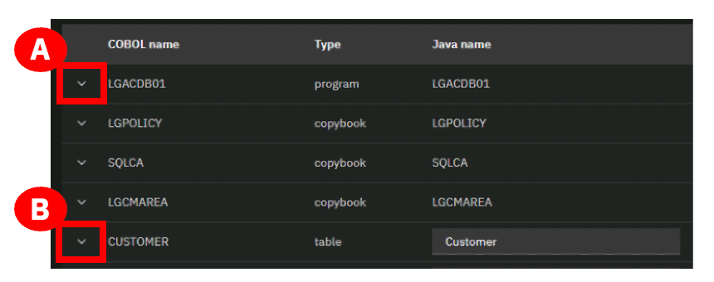 A
COBOL name Type Java name
LGACDB01 program LGACDB01
LGPOLICY copybook LGPOLICY
SQLCA copybook SQLCA
LGCMAREA copybook LGCMAREA
B
CUSTOMER table Customer